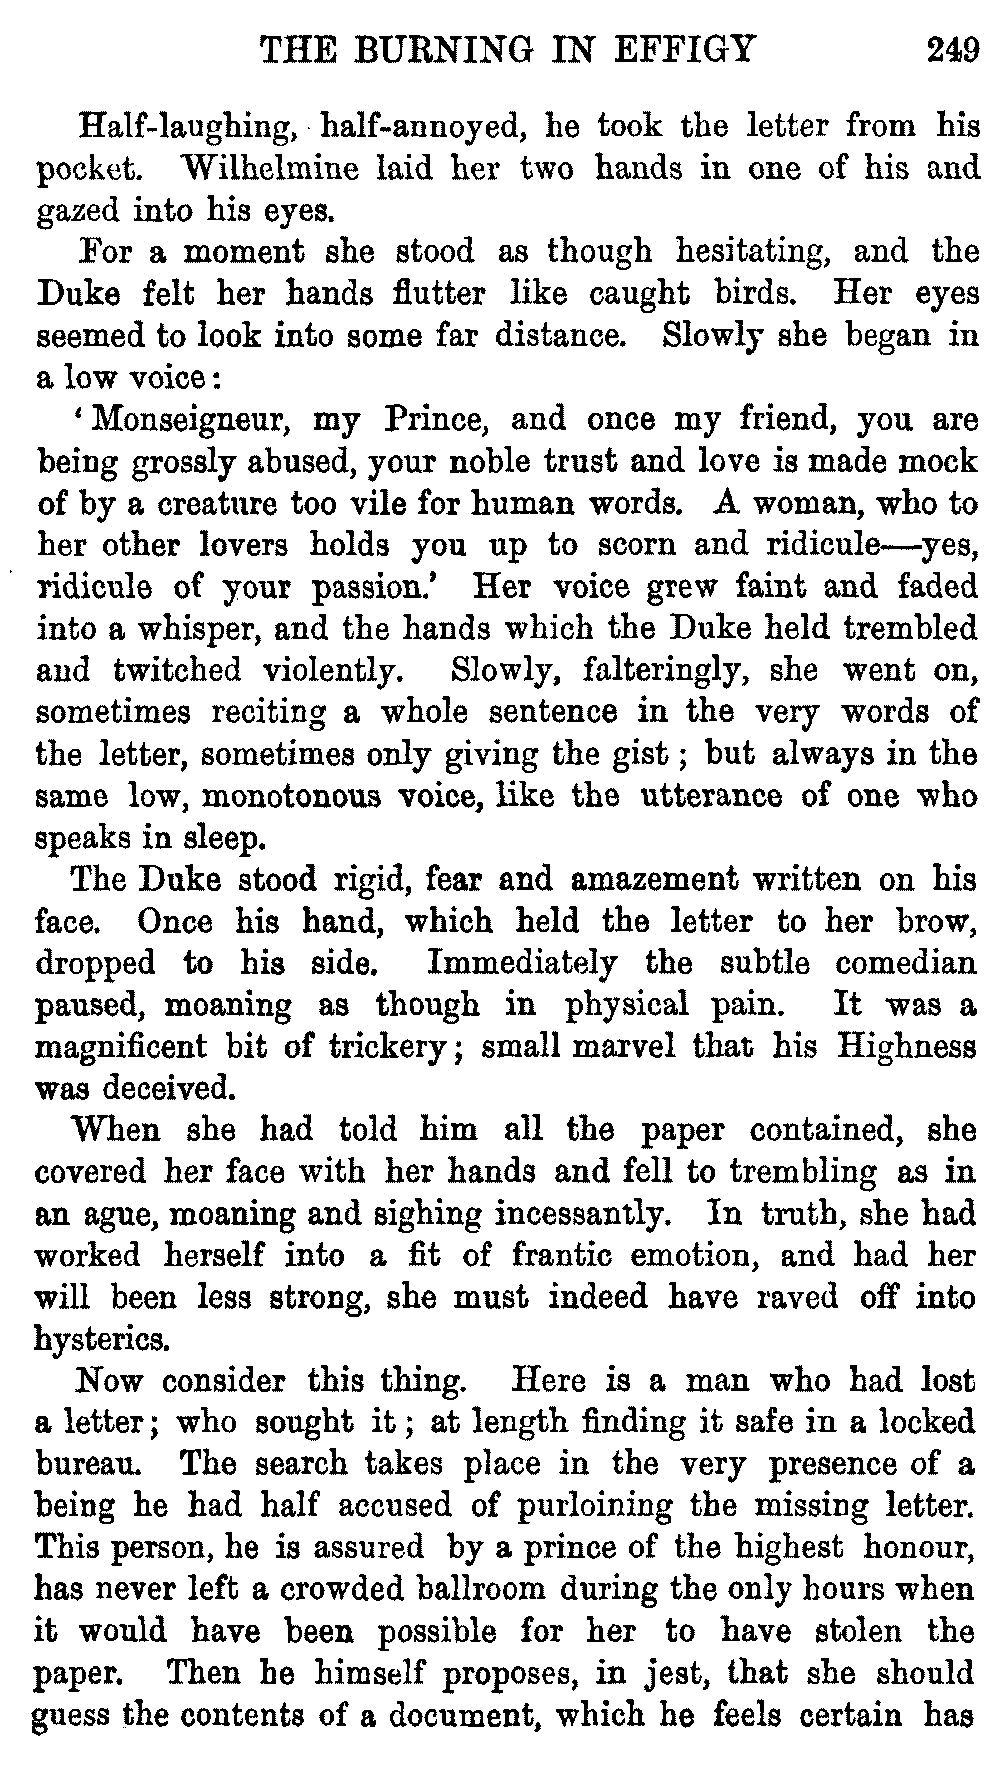 THE BURNING IN EFFIGY 249
Half-laughing, half-annoyed, he took the letter from his
pocket. Wilhelmine laid her two hands in one of his and
gazed into his eyes.
For a moment she stood as though hesitating, and the
Duke felt her hands flutter like caught birds. Her eyes
seemed to look into some far distance. Slowly she began in
a low voice:
‘Monseigneur, my Prince, and once my friend, you are
being grossly abused, your noble trust and love is made mock
of by a creature too vile for human words. A woman, who to
her other lovers holds you up to scorn and ridicule—yes,
ridicule of your passion.’ Her voice grew faint and faded
into a whisper, and the hands which the Duke held trembled
and twitched violently. Slowly, falteringly, she went on,
sometimes reciting a whole sentence in the very words of
the letter, sometimes only giving the gist; but always in the
same low, monotonous voice, like the utterance of one who
speaks in sleep.
The Duke stood rigid, fear and amazement written on his
face. Once his hand, which held the letter to her brow,
dropped to his side. Immediately the subtle comedian
paused, moaning as though in physical pain. It was a
magnificent bit of trickery; small marvel that his Highness
was deceived.
When she had told him all the paper contained, she
covered her face with her hands and fell to trembling as in
an ague, moaning and sighing incessantly. In truth, she had
worked herself into a fit of frantic emotion, and had her
will been less strong, she must indeed have raved off into
hysterics.
Now consider this thing. Here is a man who had lost
a letter; who sought it; at length finding it safe in a locked
bureau. The search takes place in the very presence of a
being he had half accused of purloining the missing letter.
This person, he is assured by a prince of the highest honour,
has never left a crowded ballroom during the only hours when
it would have been possible for her to have stolen the
paper. Then he himself proposes, in jest, that she should
guess the contents of a document, which he feels certain has